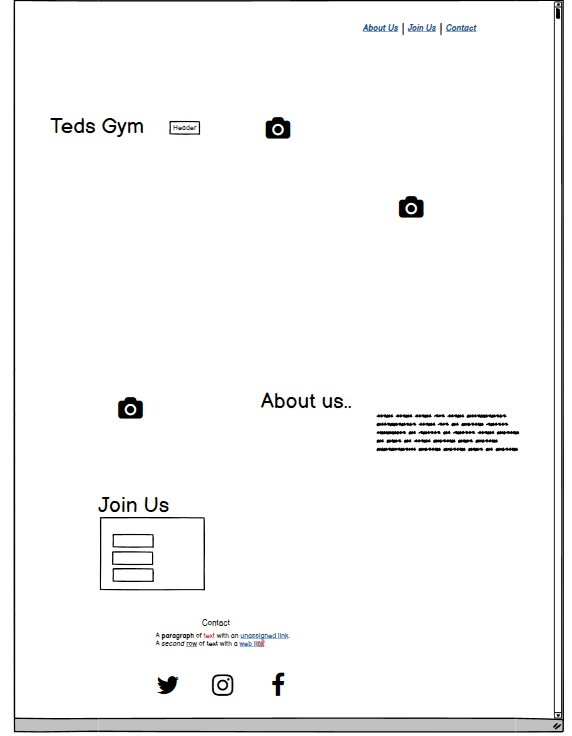 About Us | Join Us | Contact
Teds Gym
Header
About us..
Join Us
Contact
A paragraph of text with an unassigned link.
A second row of text with a web link